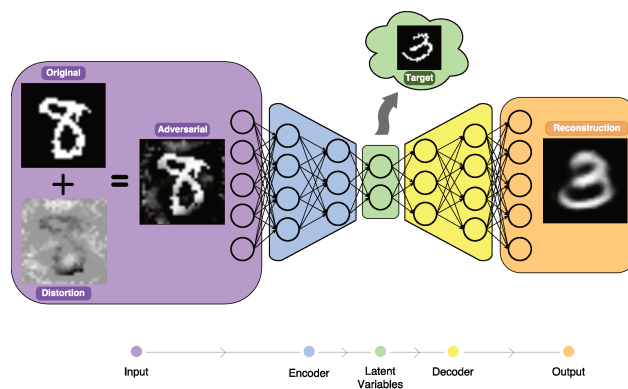 Original
+
=
Adversarial
Distortion
Target
Reconstruction
Input
Encoder
Latent
Variables
Decoder
Output